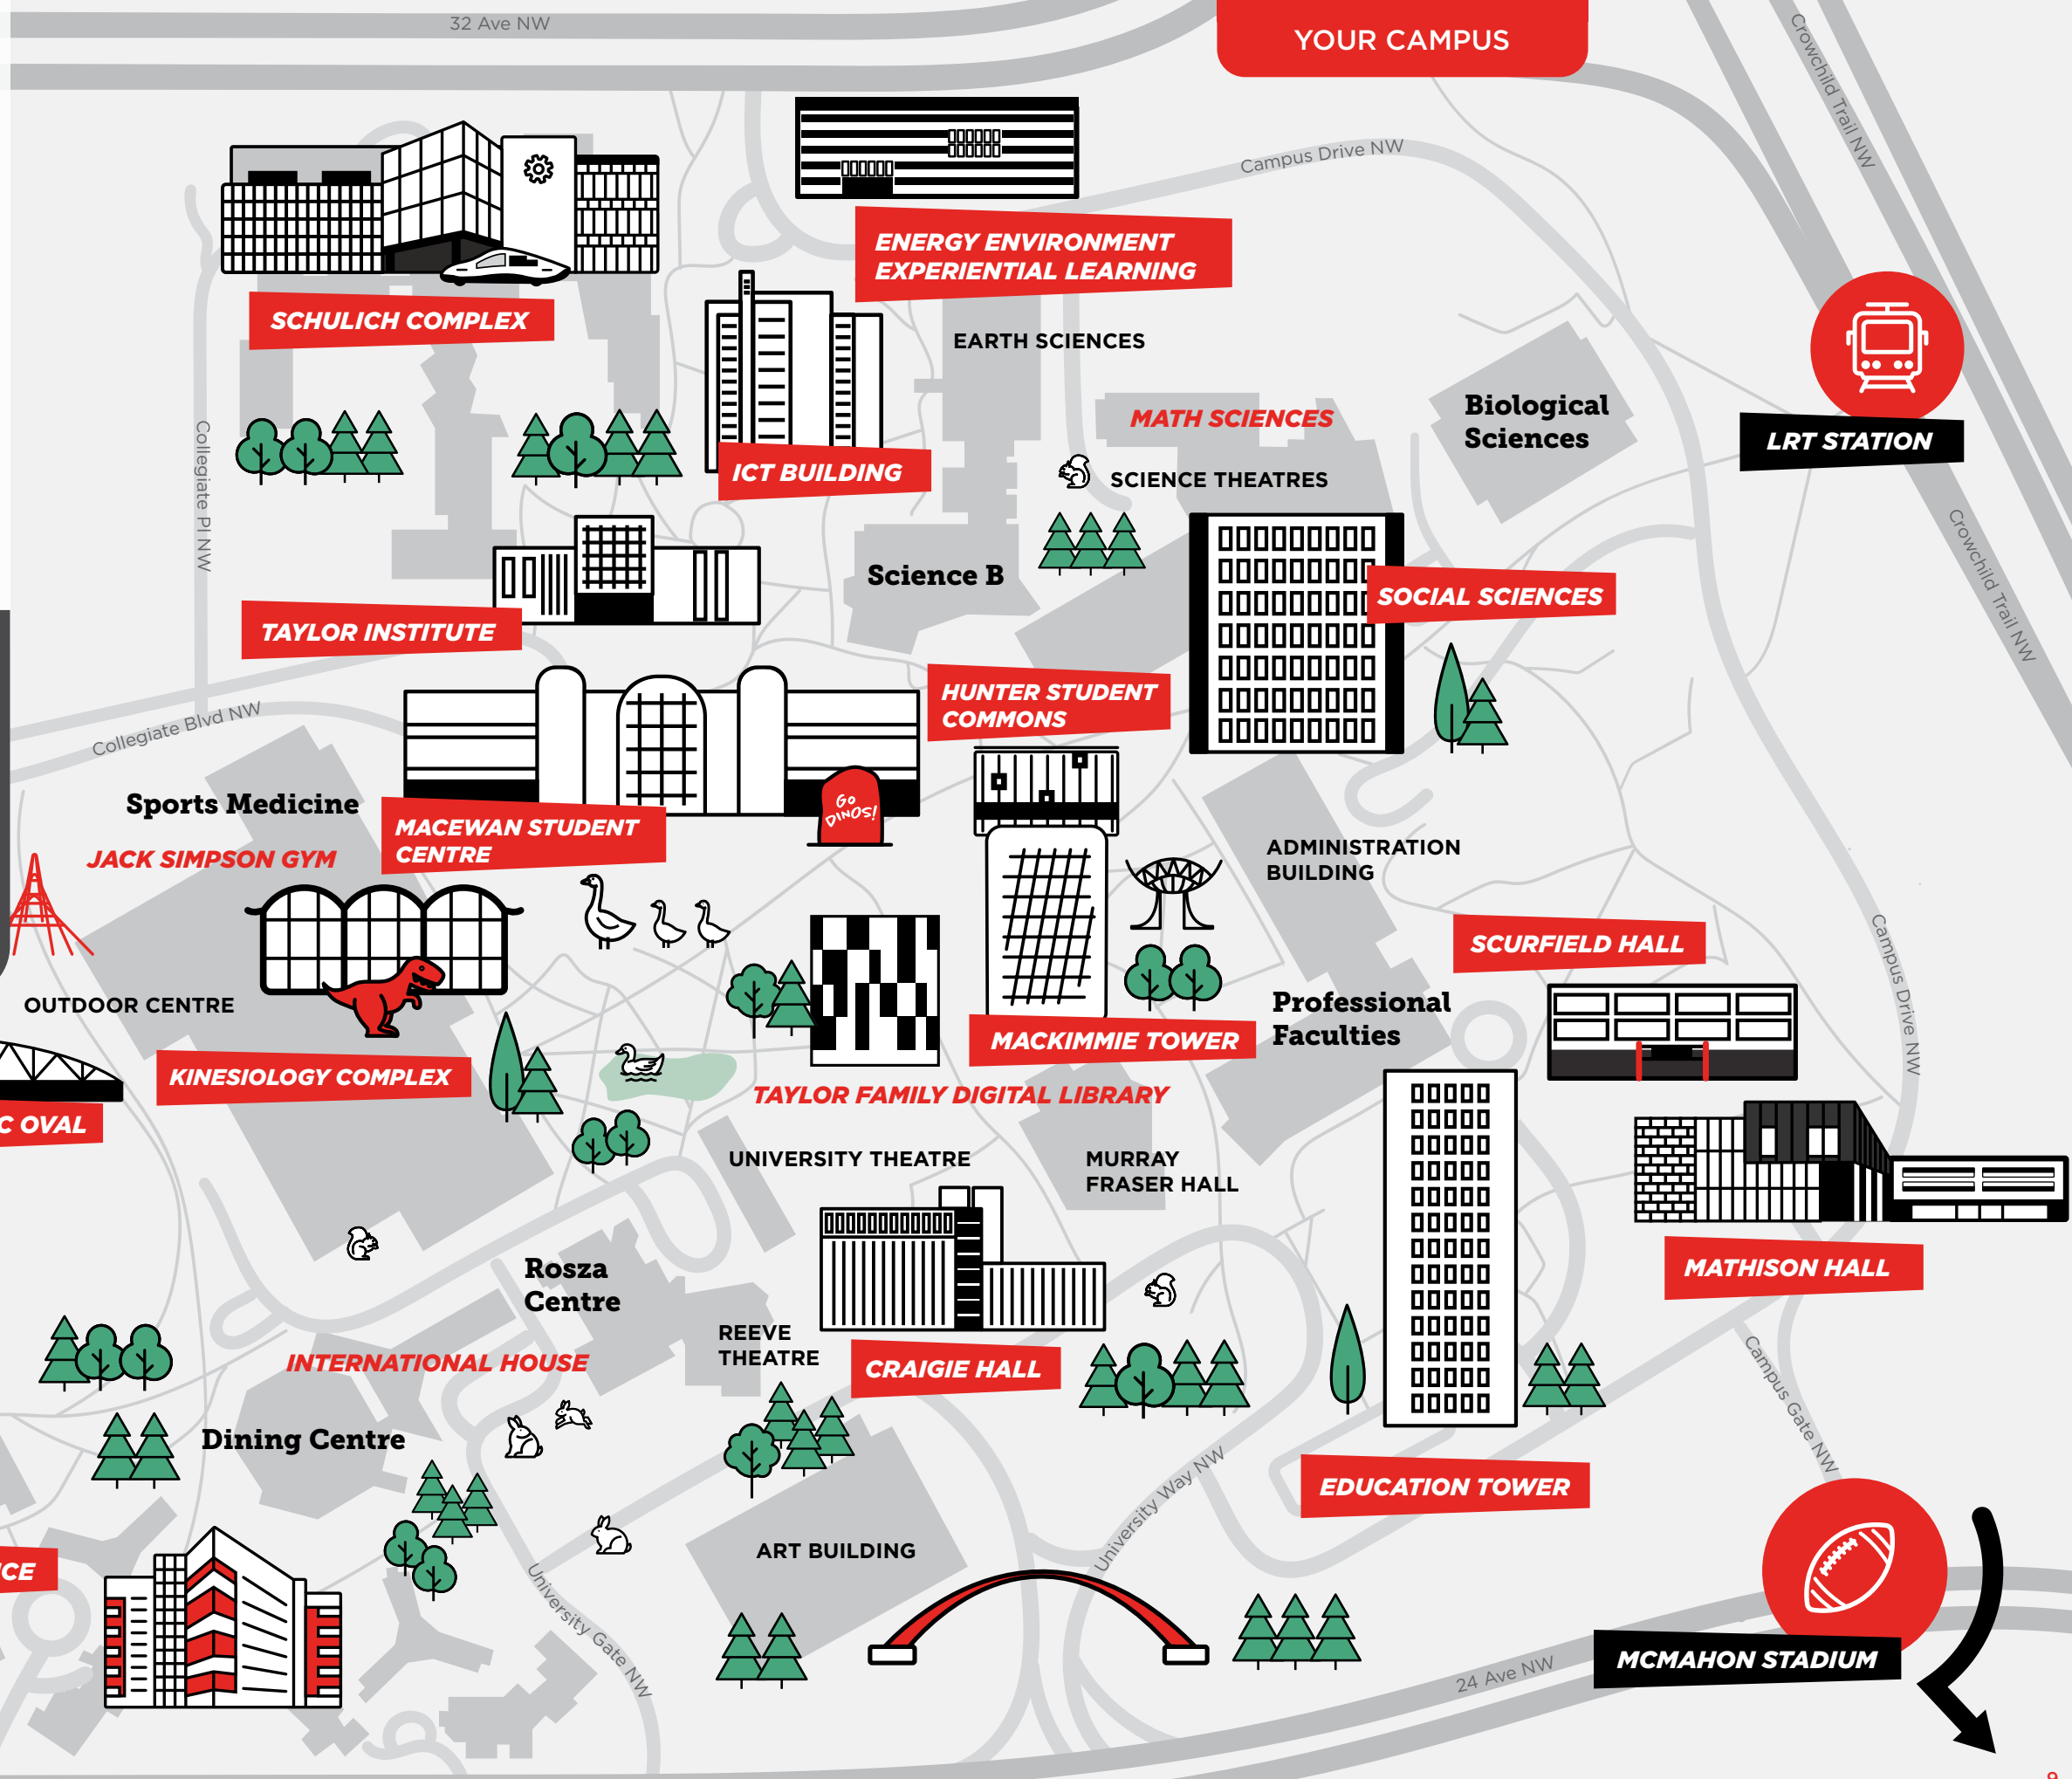 32 Ave NW
YOUR CAMPUS
Crowchild Trail NW
Campus Drive NW
ENERGY ENVIRONMENT
EXPERIENTIAL LEARNING
SCHULICH COMPLEX
EARTH SCIENCES
MATH SCIENCES
Biological
Sciences
LRT STATION
ICT BUILDING
SCIENCE THEATRES
Collegiate Pl NW
Crowchild Trail NW
Science B
SOCIAL SCIENCES
TAYLOR INSTITUTE
HUNTER STUDENT
COMMONS
Collegiate Blvd NW
Sports Medicine
GO
DINOS!
MACEWAN STUDENT
CENTRE
JACK SIMPSON GYM
ADMINISTRATION
BUILDING
SCURFIELD HALL
Campus Drive NW
OUTDOOR CENTRE
Professional
Faculties
MACKIMMIE TOWER
KINESIOLOGY COMPLEX
TAYLOR FAMILY DIGITAL LIBRARY
C OVAL
UNIVERSITY THEATRE
MURRAY
FRASER HALL
MATHISON HALL
Rosza
Centre
REEVE
THEATRE
CRAIGIE HALL
INTERNATIONAL HOUSE
Campus Gate NW
Dining Centre
EDUCATION TOWER
University Way NW
ART BUILDING
CE
University Gate NW
MCMAHON STADIUM
24 Ave NW